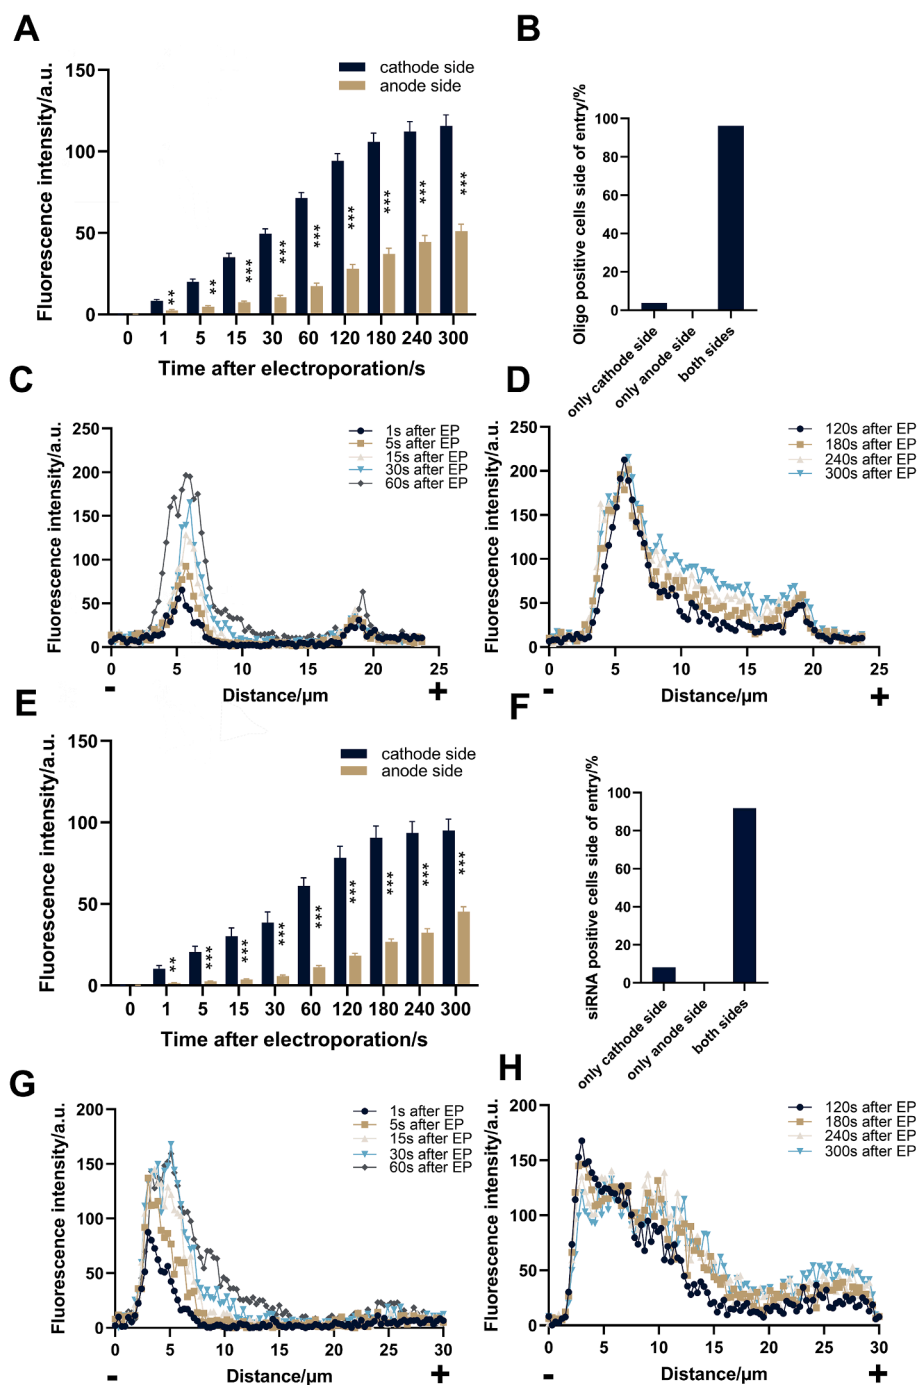 A
Fluorescence intensity/a.u.
150
100
50
0
cathode side
anode side
**
**
***
***
***
***
***
***
***
0 1 5 15 30 60 120 180 240 300
Time after electroporation/s
B
Oligo positive cells side of entry/%
100
80
60
40
20
0
only cathode side
only anode side
both sides
C
Fluorescence intensity/a.u.
250
200
150
100
50
0
1s after EP
5s after EP
15s after EP
30s after EP
60s after EP
0 5 10 15 20 25
- Distance/µm +
D
Fluorescence intensity/a.u.
250
200
150
100
50
0
120s after EP
180s after EP
240s after EP
300s after EP
0 5 10 15 20 25
- Distance/µm +
E
Fluorescence intensity/a.u.
150
100
50
0
cathode side
anode side
**
***
***
***
***
***
***
***
***
0 1 5 15 30 60 120 180 240 300
Time after electroporation/s
F
siRNA positive cells side of entry/%
100
80
60
40
20
0
only cathode side
only anode side
both sides
G
Fluorescence intensity/a.u.
200
150
100
50
0
1s after EP
5s after EP
15s after EP
30s after EP
60s after EP
0 5 10 15 20 25 30
- Distance/µm +
H
Fluorescence intensity/a.u.
200
150
100
50
0
120s after EP
180s after EP
240s after EP
300s after EP
0 5 10 15 20 25 30
- Distance/µm +